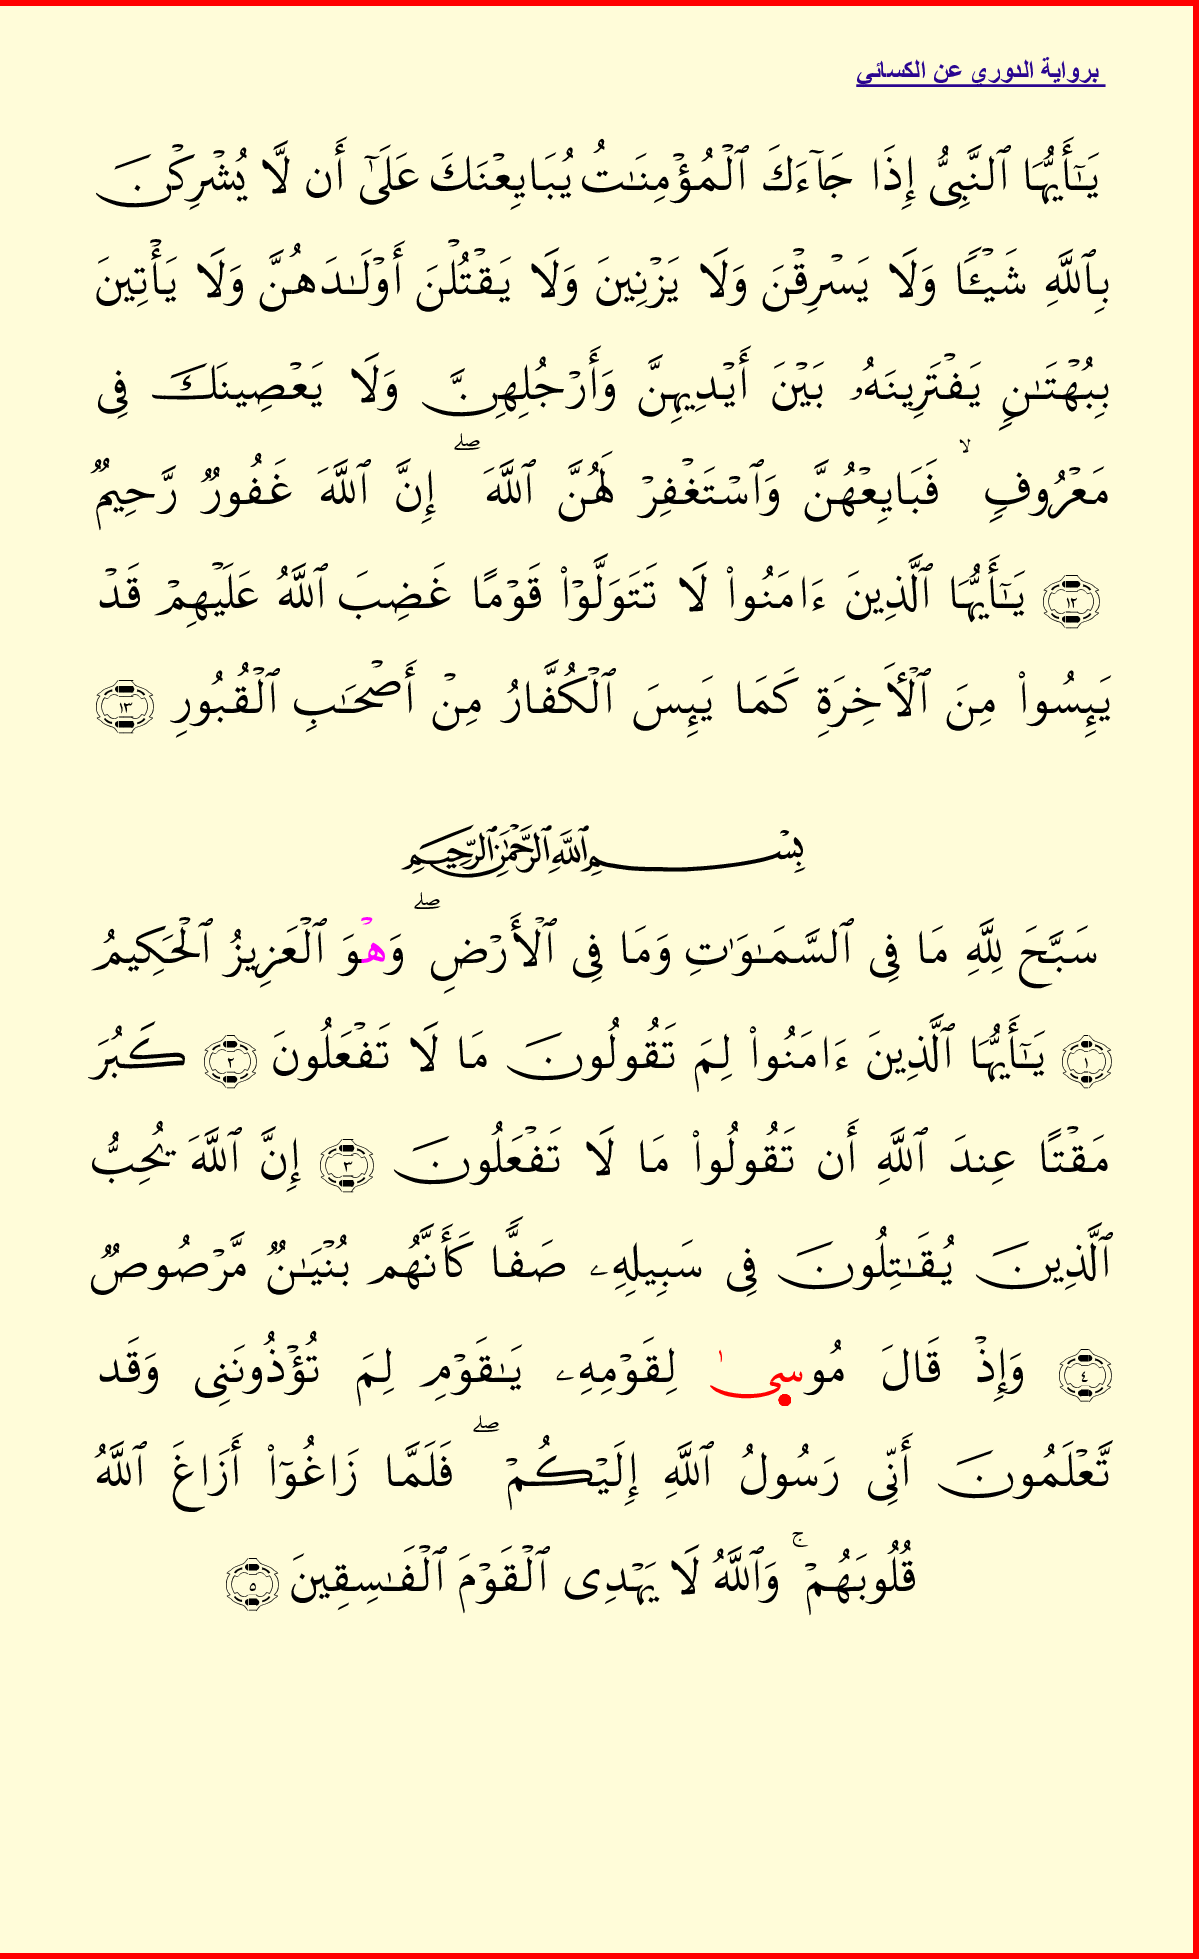 برواية الدوري عن الكسائي
يَـٰٓأَيُّهَا ٱلنَّبِىُّ إِذَا جَآءَكَ ٱلۡمُؤۡمِنَـٰتُ يُبَايِعۡنَكَ عَلَىٰٓ أَن لَّا يُشۡرِكۡنَ
بِٱللَّهِ شَيۡـًٔا وَلَا يَسۡرِقۡنَ وَلَا يَزۡنِينَ وَلَا يَقۡتُلۡنَ أَوۡلَـٰدَهُنَّ وَلَا يَأۡتِينَ
بِبُهۡتَـٰنٍ يَفۡتَرِينَهُۥ بَيۡنَ أَيۡدِيهِنَّ وَأَرۡجُلِهِنَّ وَلَا يَعۡصِينَكَ فِى
مَعۡرُوفٍ ۙ فَبَايِعۡهُنَّ وَٱسۡتَغۡفِرۡ لَهُنَّ ٱللَّهَ ۖ إِنَّ ٱللَّهَ غَفُورٌ رَّحِيمٌ
١٢ يَـٰٓأَيُّهَا ٱلَّذِينَ ءَامَنُوا۟ لَا تَتَوَلَّوۡا۟ قَوۡمًا غَضِبَ ٱللَّهُ عَلَيۡهِمۡ قَدۡ
يَئِسُوا۟ مِنَ ٱلۡأَخِرَةِ كَمَا يَئِسَ ٱلۡكُفَّارُ مِنۡ أَصۡحَـٰبِ ٱلۡقُبُورِ ١٣
بِسۡمِ ٱللَّهِ ٱلرَّحۡمَـٰنِ ٱلرَّحِيمِ
سَبَّحَ لِلَّهِ مَا فِى ٱلسَّمَـٰوَٰتِ وَمَا فِى ٱلۡأَرۡضِ ۖ وَهۡوَ ٱلۡعَزِيزُ ٱلۡحَكِيمُ
١ يَـٰٓأَيُّهَا ٱلَّذِينَ ءَامَنُوا۟ لِمَ تَقُولُونَ مَا لَا تَفۡعَلُونَ ٢ كَبُرَ
مَقۡتًا عِندَ ٱللَّهِ أَن تَقُولُوا۟ مَا لَا تَفۡعَلُونَ ٣ إِنَّ ٱللَّهَ يُحِبُّ
ٱلَّذِينَ يُقَـٰتِلُونَ فِى سَبِيلِهِۦ صَفًّا كَأَنَّهُم بُنۡيَـٰنٌ مَّرۡصُوصٌ
٤ وَإِذۡ قَالَ مُوسىٰ لِقَوۡمِهِۦ يَـٰقَوۡمِ لِمَ تُؤۡذُونَنِى وَقَد
تَّعۡلَمُونَ أَنِّى رَسُولُ ٱللَّهِ إِلَيۡكُمۡ ۖ فَلَمَّا زَاغُوٓا۟ أَزَاغَ ٱللَّهُ
قُلُوبَهُمۡ ۚ وَٱللَّهُ لَا يَهۡدِى ٱلۡقَوۡمَ ٱلۡفَـٰسِقِينَ ٥